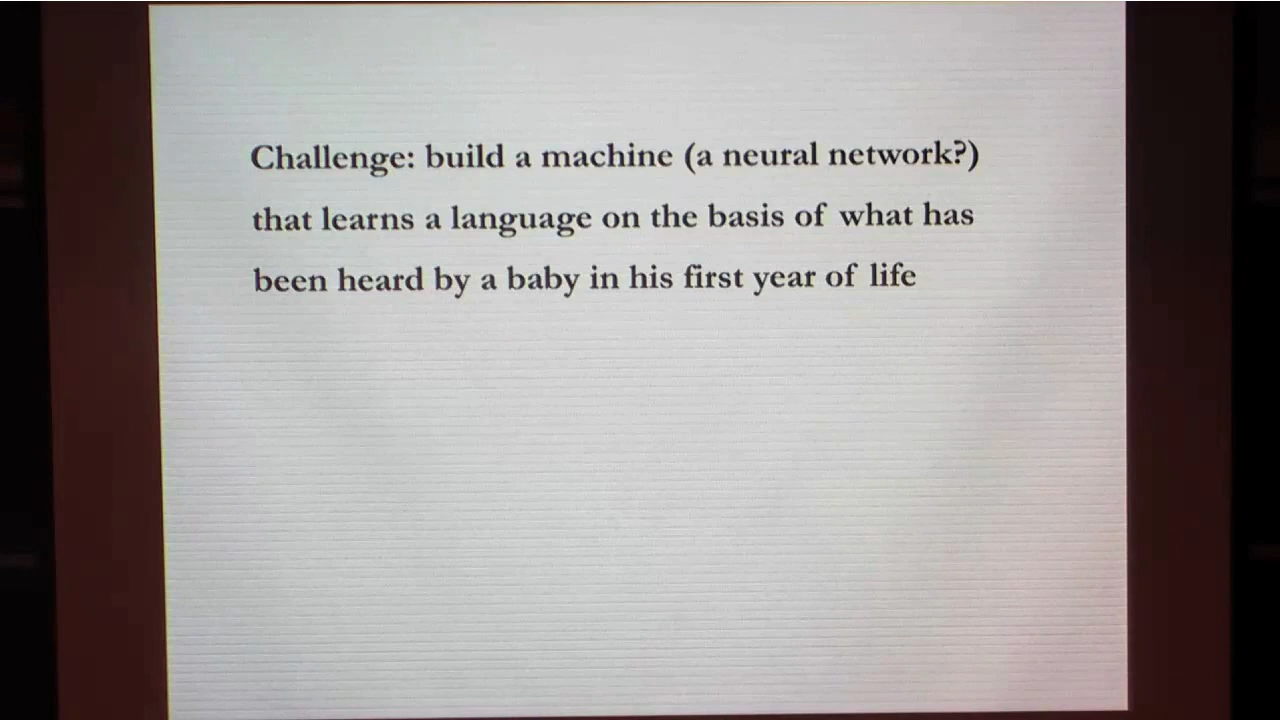 Challenge: build a machine (a neural network?)
that learns a language on the basis of what has
been heard by a baby in his first year of life